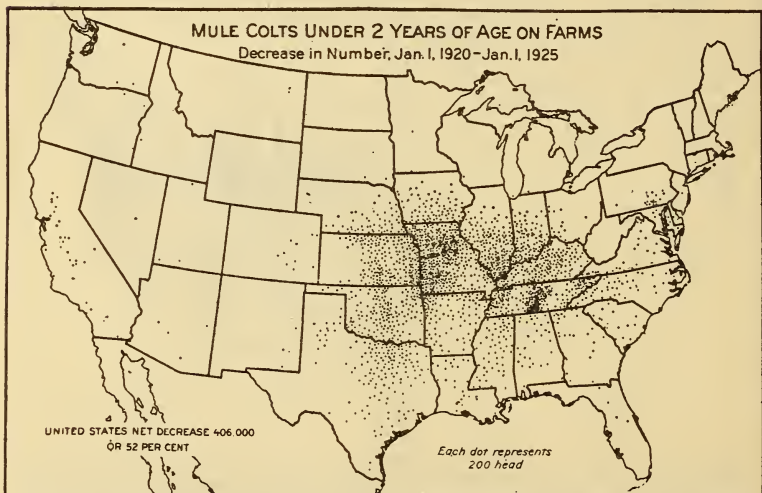 MULE COLTS UNDER 2 YEARS OF AGE ON FARMS
Decrease in Number, Jan. 1, 1920-Jan. 1, 1925
UNITED STATES NET DECREASE 406,000
OR 52 PER CENT
Each dot represents
200 head